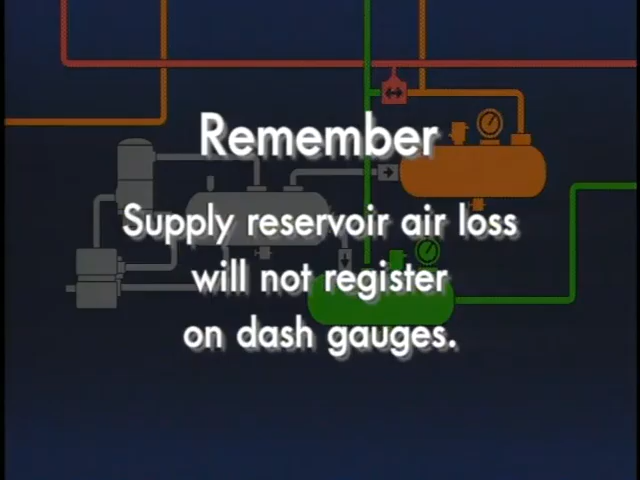 Remember
Supply reservoir air loss
will not register
on dash gauges.